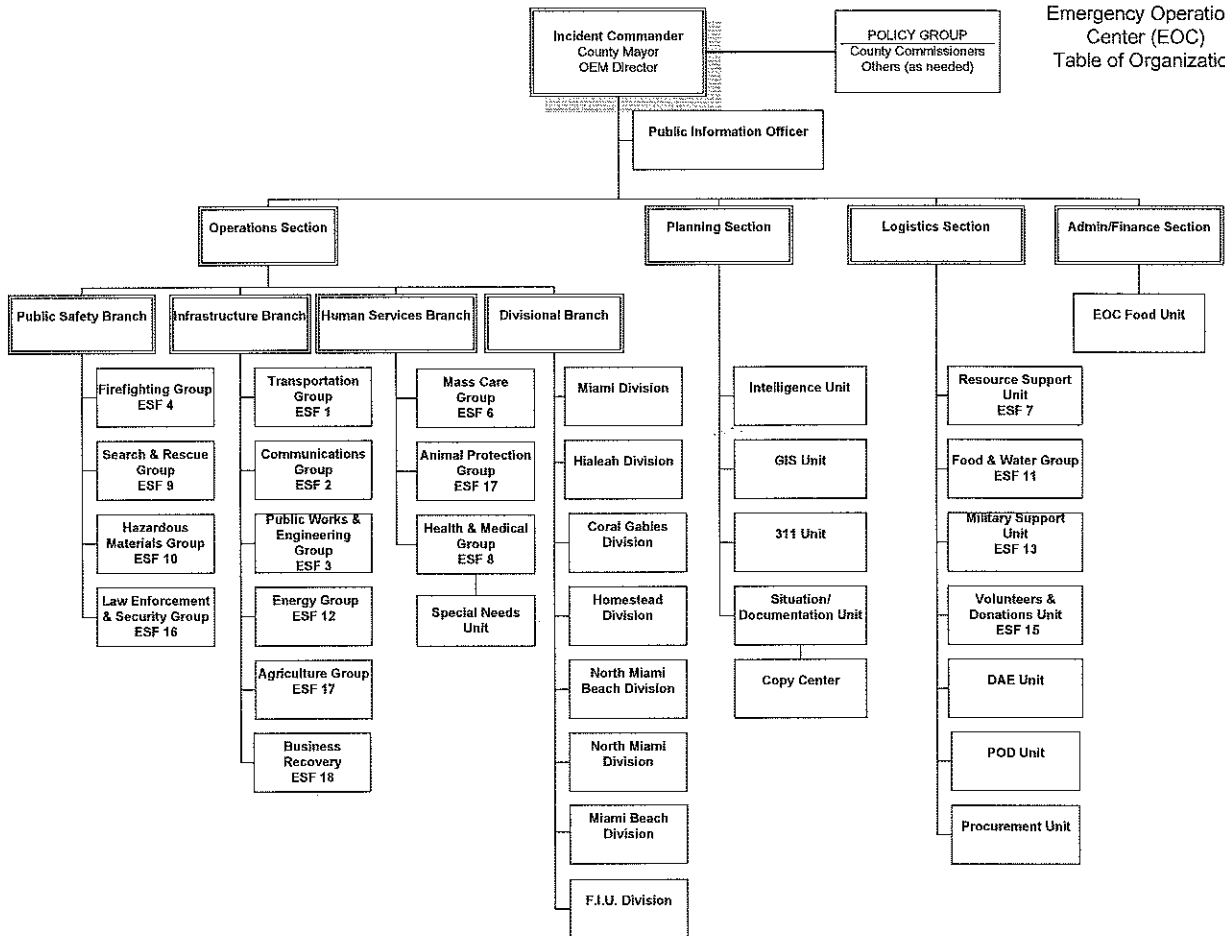 Emergency Operatio
Center (EOC)
Table of Organizatio
Incident Commander
County Mayor
OEM Director
POLICY GROUP
County Commissioners
Others (as needed)
Public Information Officer
Operations Section
Planning Section
Logistics Section
Admin/Finance Section
Public Safety Branch
Infrastructure Branch
Human Services Branch
Divisional Branch
EOC Food Unit
Firefighting Group
ESF 4
Search & Rescue
Group
ESF 9
Hazardous
Materials Group
ESF 10
Law Enforcement
& Security Group
ESF 16
Transportation
Group
ESF 1
Communications
Group
ESF 2
Public Works &
Engineering
Group
ESF 3
Energy Group
ESF 12
Agriculture Group
ESF 17
Business
Recovery
ESF 18
Mass Care
Group
ESF 6
Animal Protection
Group
ESF 17
Health & Medical
Group
ESF 8
Special Needs
Unit
Miami Division
Hialeah Division
Coral Gables
Division
Homestead
Division
North Miami
Beach Division
North Miami
Division
Miami Beach
Division
F.I.U. Division
Intelligence Unit
GIS Unit
311 Unit
Situation/
Documentation Unit
Copy Center
Resource Support
Unit
ESF 7
Food & Water Group
ESF 11
Military Support
Unit
ESF 13
Volunteers &
Donations Unit
ESF 15
DAE Unit
POD Unit
Procurement Unit